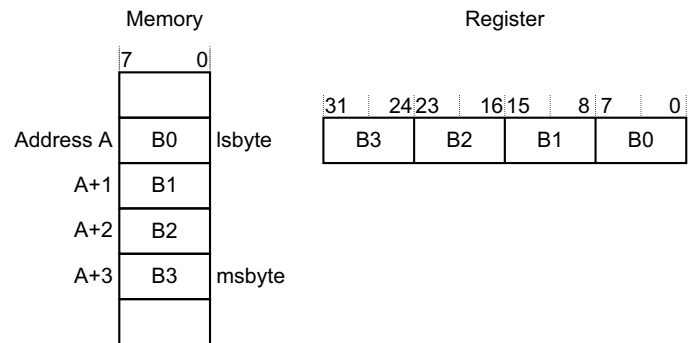 Memory Register
7 0
31 24 23 16 15 8 7 0
Address A B0 lsbyte B3 B2 B1 B0
A+1 B1
A+2 B2
A+3 B3 msbyte